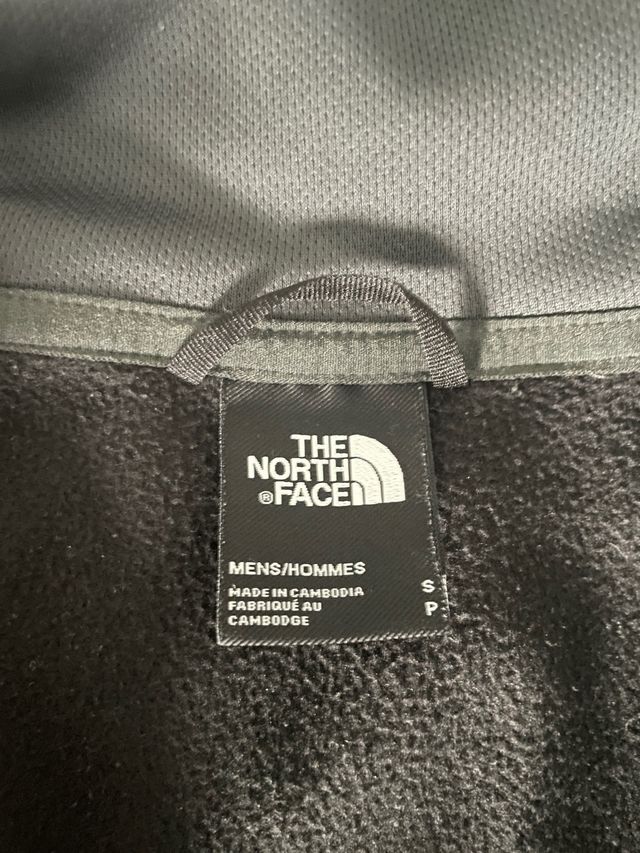 THE
NORTH
® FACE
MENS/HOMMES
MADE IN CAMBODIA
FABRIQUÉ AU
CAMBODGE
S
P